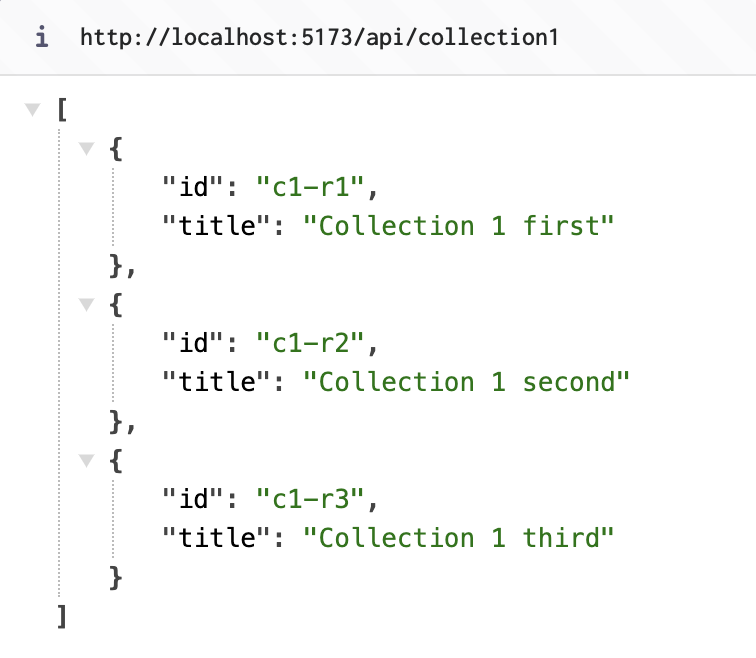 i http://localhost:5173/api/collection1
[
{
"id": "c1-r1",
"title": "Collection 1 first"
},
{
"id": "c1-r2",
"title": "Collection 1 second"
},
{
"id": "c1-r3",
"title": "Collection 1 third"
}
]